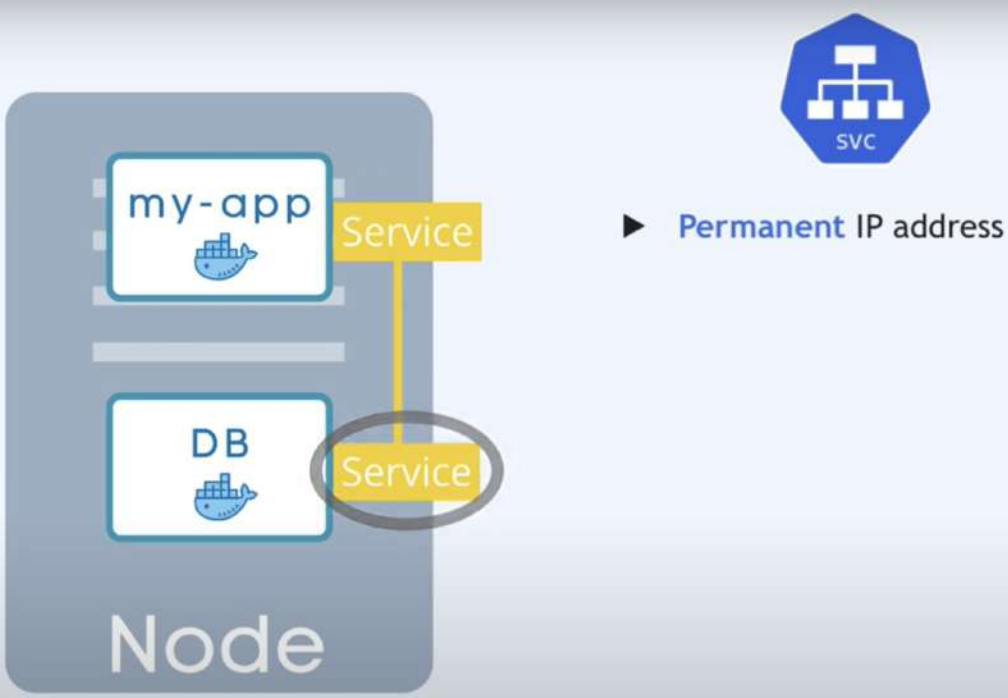 my-app
Service
DB
Service
Node
SVC
▶ Permanent IP address